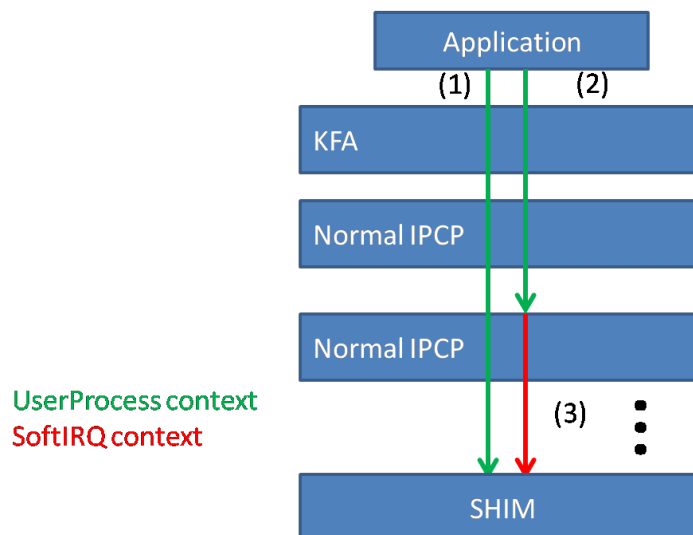 Application
(1)
(2)
KFA
Normal IPCP
Normal IPCP
UserProcess context
SoftIRQ context
(3)
SHIM